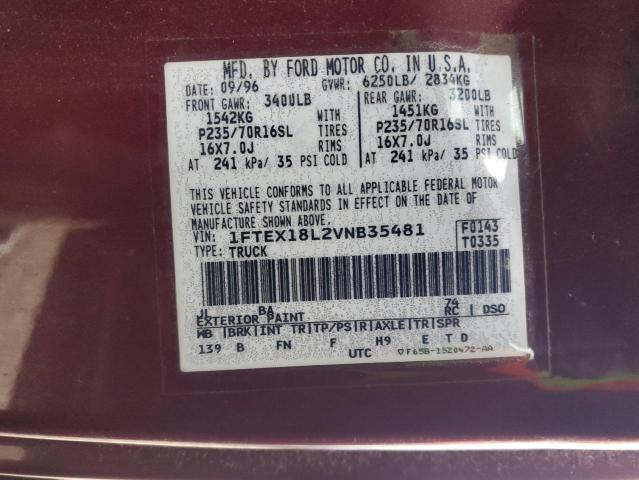 MFD. BY FORD MOTOR CO. IN U.S.A.
DATE: 09/96 GVWR: 6250LB/ 2834KG
FRONT GAWR: 3400LB REAR GAWR: 3200LB
1542KG WITH 1451KG WITH
P235/70R16SL TIRES P235/70R16SL TIRES
16X7.0J RIMS 16X7.0J RIMS
AT 241 kPa/ 35 PSI COLD AT 241 kPa/ 35 PSI COLD
THIS VEHICLE CONFORMS TO ALL APPLICABLE FEDERAL MOTOR
VEHICLE SAFETY STANDARDS IN EFFECT ON THE DATE OF
MANUFACTURE SHOWN ABOVE.
VIN: 1FTEX18L2VNB35481 F0143
TYPE: TRUCK T0335
JL BA 74
EXTERIOR PAINT RC | DSO
WB |BRK|INT TR|TP/PS|R|AXLE|TR|SPR
139 B FN F H9 E T D
UTC ▽F65B-1520472-AA